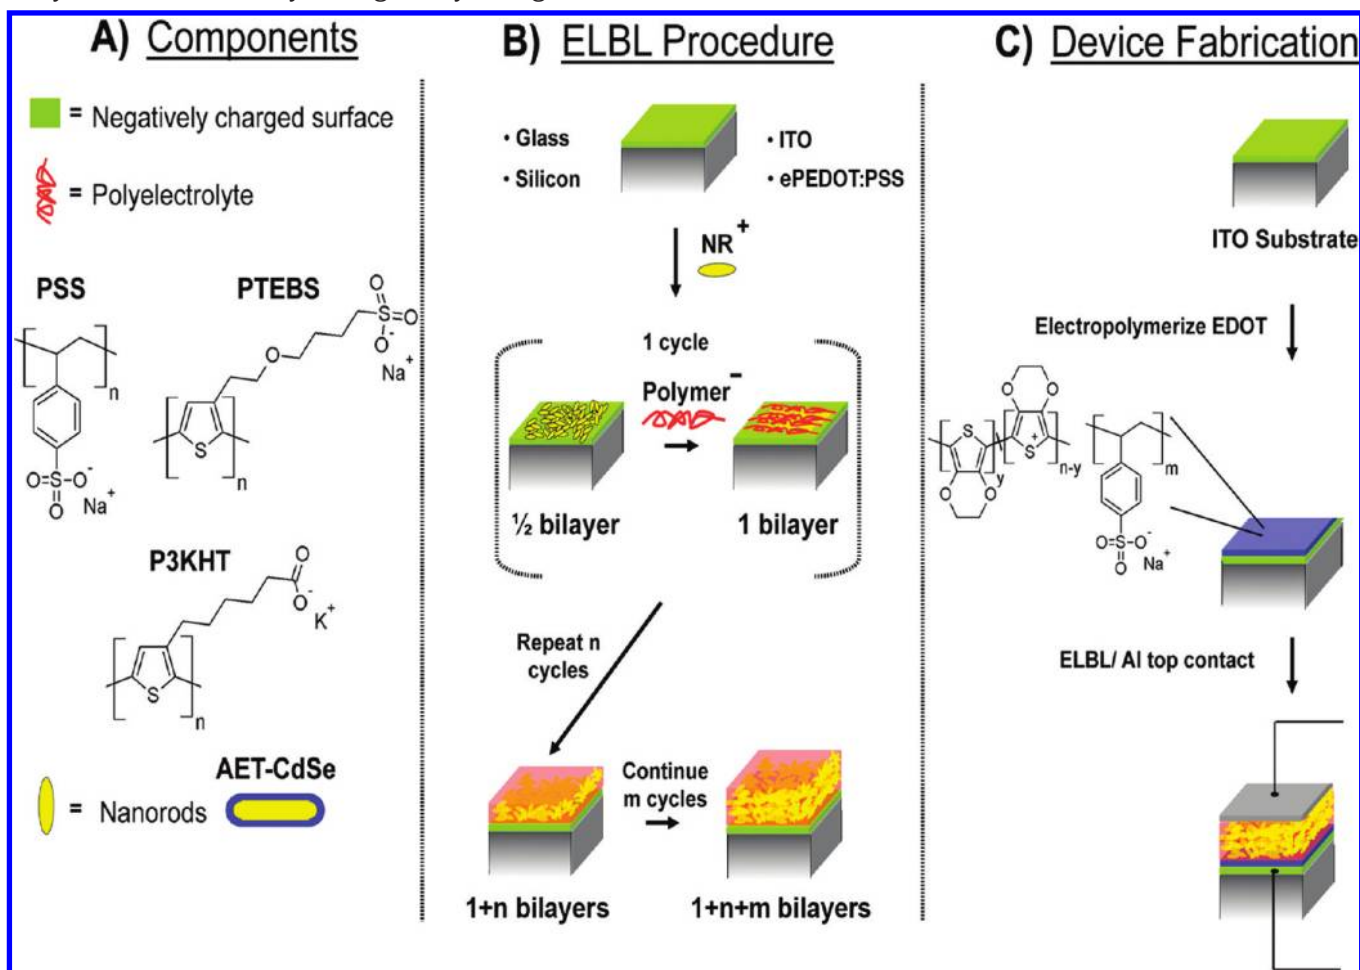 A) Components
= Negatively charged surface
= Polyelectrolyte
PSS
PTEBS
n
S
O=S-O-
O
Na+
O
O
S=O
O-
Na+
S
n
P3KHT
O
O-
K+
S
n
= Nanorods
AET-CdSe
B) ELBL Procedure
• Glass
• Silicon
• ITO
• ePEDOT:PSS
NR+
1 cycle
Polymer-
½ bilayer
1 bilayer
Repeat n
cycles
Continue
m cycles
1+n bilayers
1+n+m bilayers
C) Device Fabrication
ITO Substrate
Electropolymerize EDOT
O O
S
S+
y
n-y
O O
m
O=S-O-
O
Na+
ELBL/ Al top contact